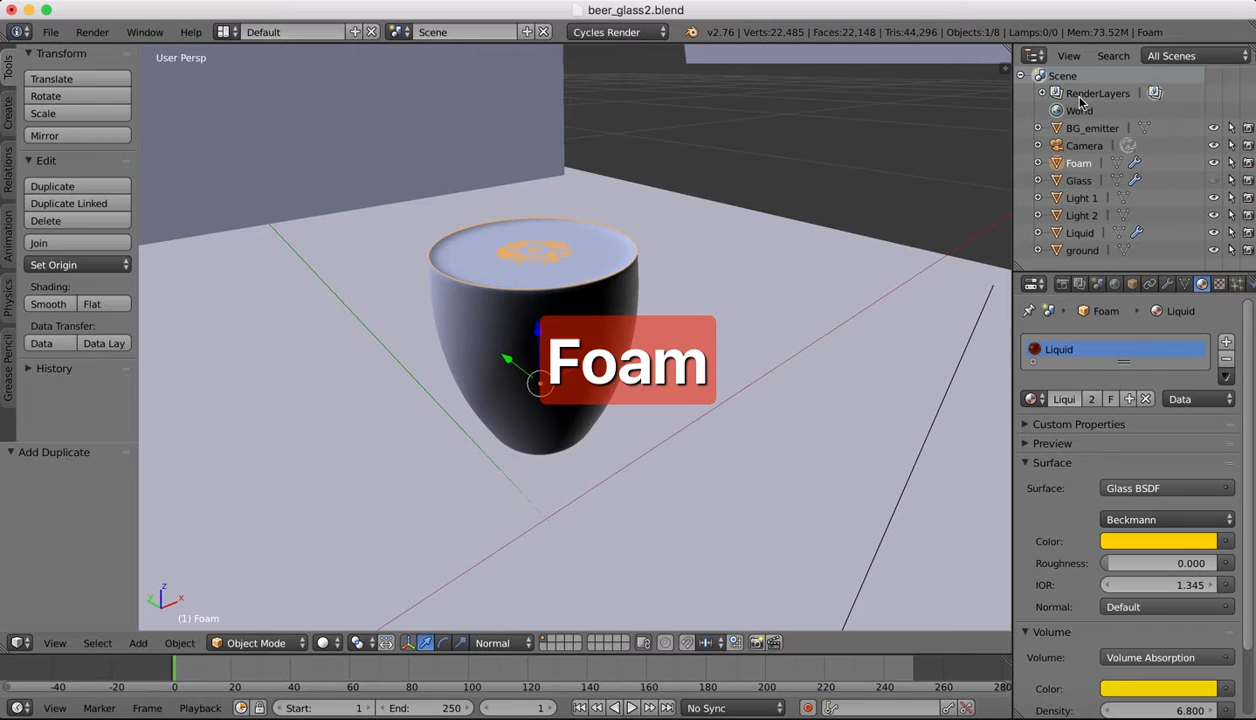 beer_glass2.blend
File Render Window Help Default Scene Cycles Render v2.76 | Verts:22,485 | Faces:22,148 | Tris:44,296 | Objects:1/8 | Lamps:0/0 | Mem:73.52M | Foam
Tools
Create
Relations
Animation
Physics
Grease Pencil
Transform
Translate
Rotate
Scale
Mirror
Edit
Duplicate
Duplicate Linked
Delete
Join
Set Origin
Shading:
Smooth Flat
Data Transfer:
Data Data Lay
History
Add Duplicate
User Persp
Foam
z
y x
(1) Foam
View Search All Scenes
Scene
RenderLayers
World
BG_emitter
Camera
Foam
Glass
Light 1
Light 2
Liquid
ground
Foam Liquid
Liquid
Liqui 2 F Data
Custom Properties
Preview
Surface
Surface: Glass BSDF
Beckmann
Color:
Roughness: 0.000
IOR: 1.345
Normal: Default
Volume
Volume: Volume Absorption
Color:
Density: 6.800
View Select Add Object Object Mode Normal
-40 -20 0 20 40 60 80 100 120 140 160 180 200 220 240 260 280
View Marker Frame Playback Start: 1 End: 250 1 No Sync